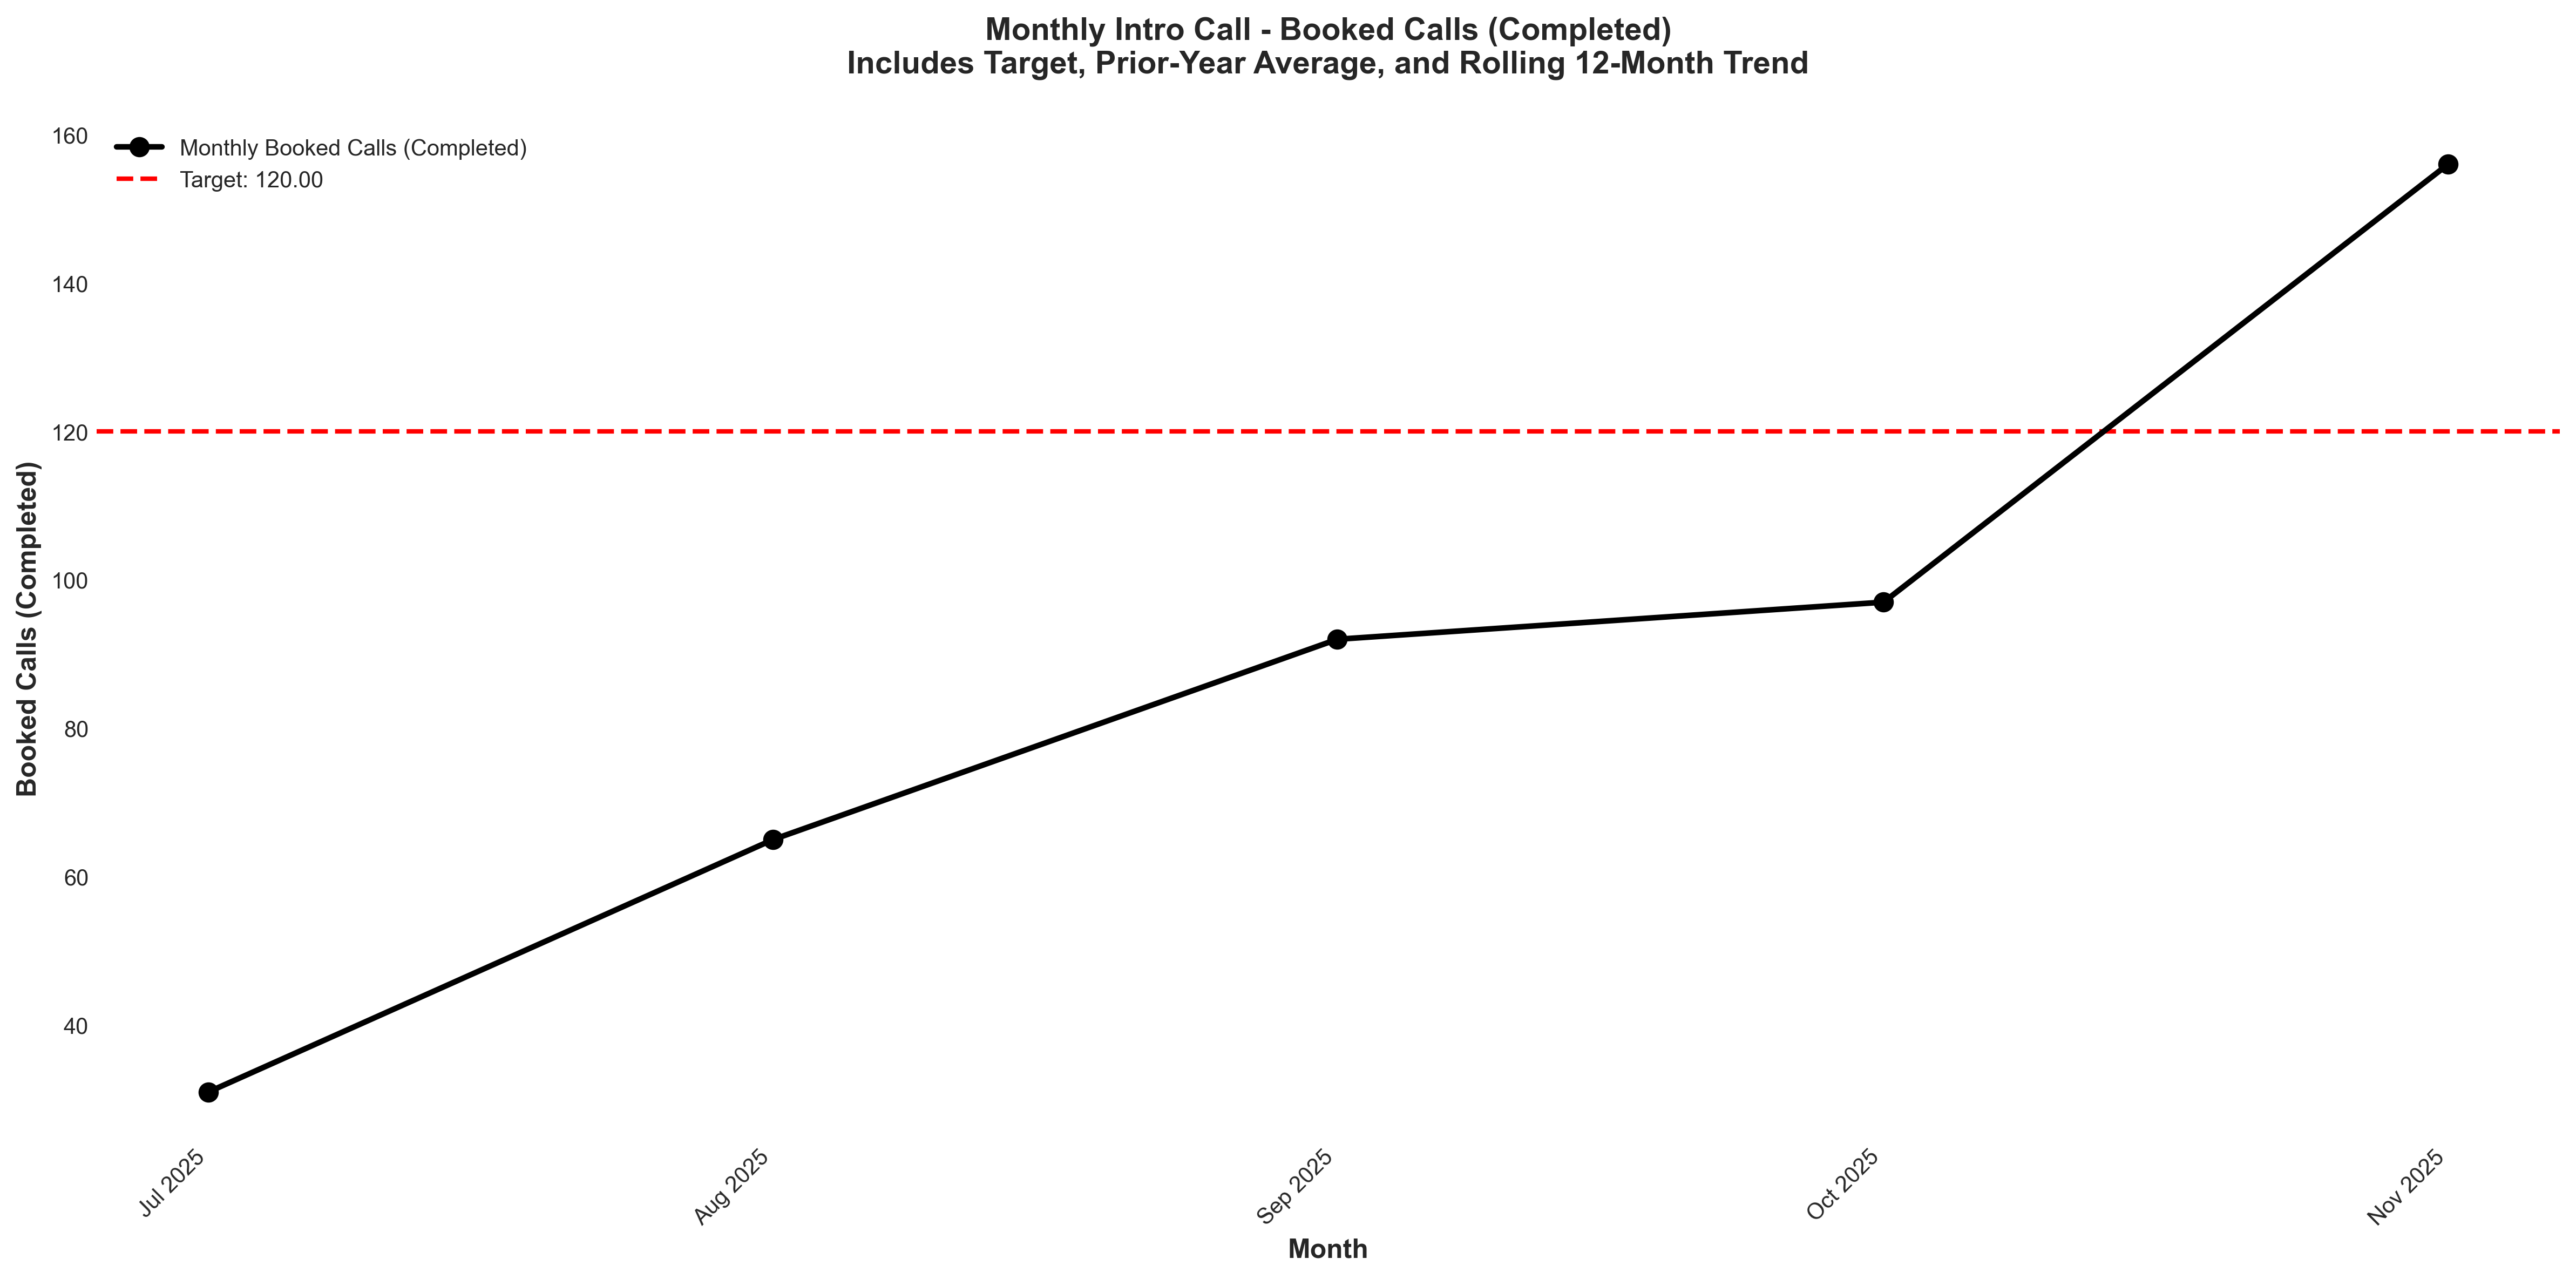 Monthly Intro Call - Booked Calls (Completed)
Includes Target, Prior-Year Average, and Rolling 12-Month Trend
Monthly Booked Calls (Completed)
Target: 120.00
Booked Calls (Completed)
160
140
120
100
80
60
40
Jul 2025
Aug 2025
Sep 2025
Oct 2025
Nov 2025
Month